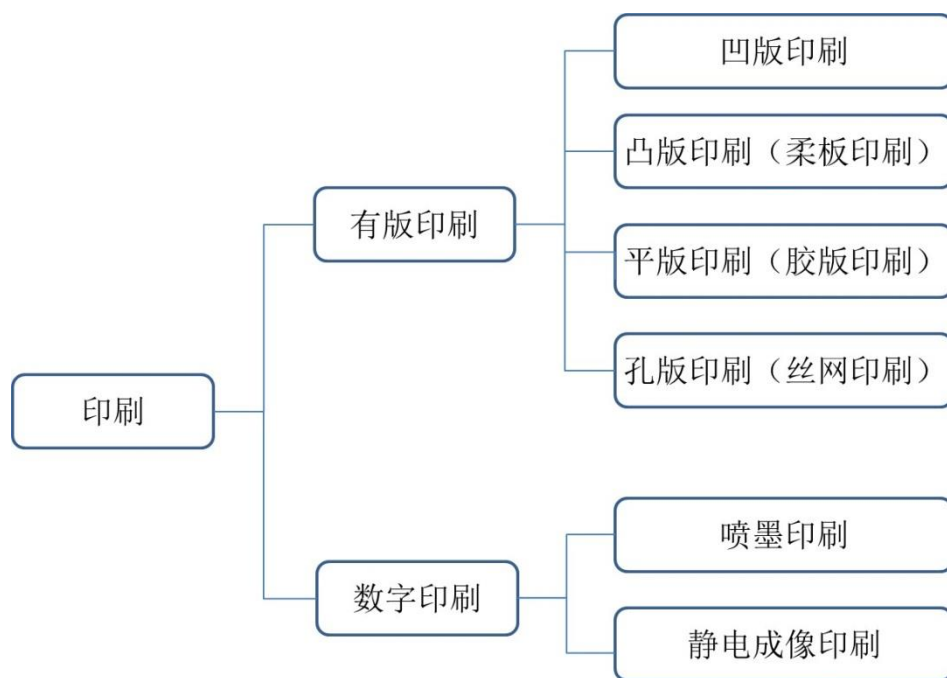 凹版印刷
凸版印刷（柔板印刷）
有版印刷
平版印刷（胶版印刷）
孔版印刷（丝网印刷）
印刷
喷墨印刷
数字印刷
静电成像印刷